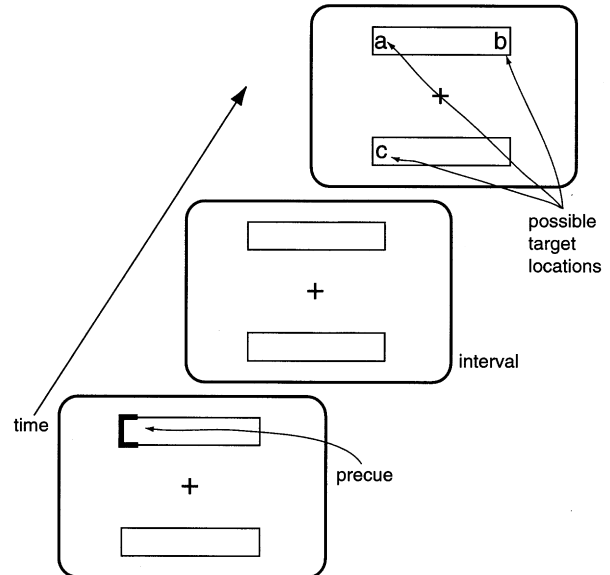 a b
c
possible
target
locations
interval
time
precue